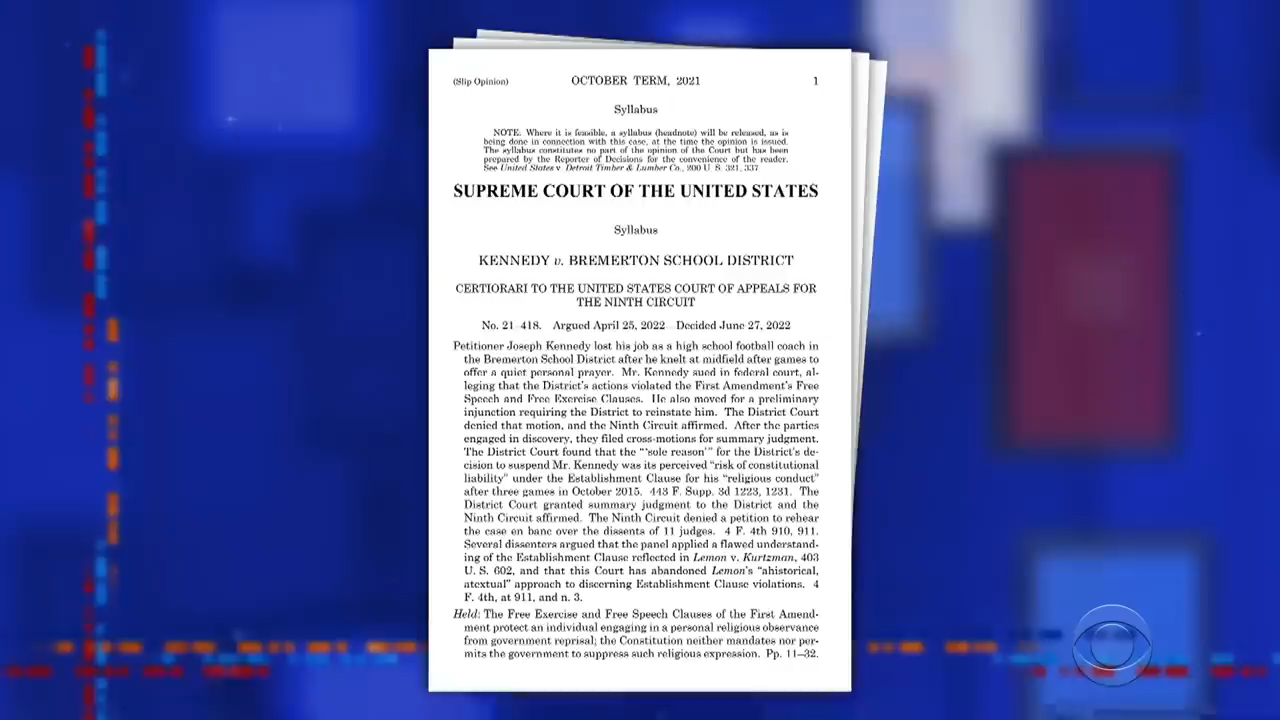 (Slip Opinion) OCTOBER TERM, 2021 1
Syllabus
NOTE: Where it is feasible, a syllabus (headnote) will be released, as is
being done in connection with this case, at the time the opinion is issued.
The syllabus constitutes no part of the opinion of the Court but has been
prepared by the Reporter of Decisions for the convenience of the reader.
See United States v. Detroit Timber & Lumber Co., 200 U. S. 321, 337.
SUPREME COURT OF THE UNITED STATES
Syllabus
KENNEDY v. BREMERTON SCHOOL DISTRICT
CERTIORARI TO THE UNITED STATES COURT OF APPEALS FOR
THE NINTH CIRCUIT
No. 21–418. Argued April 25, 2022—Decided June 27, 2022
Petitioner Joseph Kennedy lost his job as a high school football coach in
the Bremerton School District after he knelt at midfield after games to
offer a quiet personal prayer. Mr. Kennedy sued in federal court, al-
leging that the District's actions violated the First Amendment's Free
Speech and Free Exercise Clauses. He also moved for a preliminary
injunction requiring the District to reinstate him. The District Court
denied that motion, and the Ninth Circuit affirmed. After the parties
engaged in discovery, they filed cross-motions for summary judgment.
The District Court found that the "'sole reason'" for the District's de-
cision to suspend Mr. Kennedy was its perceived "risk of constitutional
liability" under the Establishment Clause for his "religious conduct"
after three games in October 2015. 443 F. Supp. 3d 1223, 1231. The
District Court granted summary judgment to the District and the
Ninth Circuit affirmed. The Ninth Circuit denied a petition to rehear
the case en banc over the dissents of 11 judges. 4 F. 4th 910, 911.
Several dissenters argued that the panel applied a flawed understand-
ing of the Establishment Clause reflected in Lemon v. Kurtzman, 403
U. S. 602, and that this Court has abandoned Lemon's "ahistorical,
atextual" approach to discerning Establishment Clause violations. 4
F. 4th, at 911, and n. 3.
Held: The Free Exercise and Free Speech Clauses of the First Amend-
ment protect an individual engaging in a personal religious observance
from government reprisal; the Constitution neither mandates nor per-
mits the government to suppress such religious expression. Pp. 11–32.